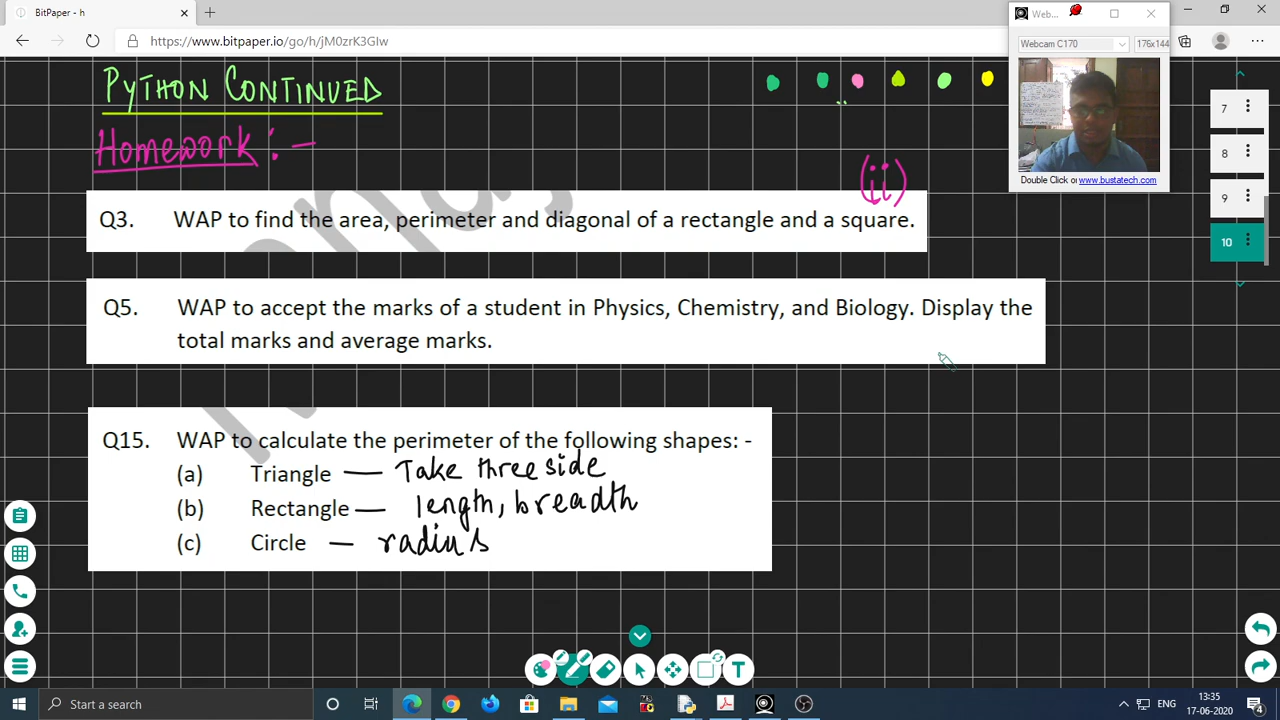 BitPaper - h
https://www.bitpaper.io/go/h/jM0zrK3GIw
Web...
Webcam C170
176x144
Double Click on www.bustatech.com
PYTHON CONTINUED
Homework :-
(ii)
Q3. WAP to find the area, perimeter and diagonal of a rectangle and a square.
Q5. WAP to accept the marks of a student in Physics, Chemistry, and Biology. Display the
total marks and average marks.
Q15. WAP to calculate the perimeter of the following shapes: -
(a) Triangle — Take three side
(b) Rectangle — length, breadth
(c) Circle — radius
7
8
9
10
T
Start a search
ENG
13:35
17-06-2020
4